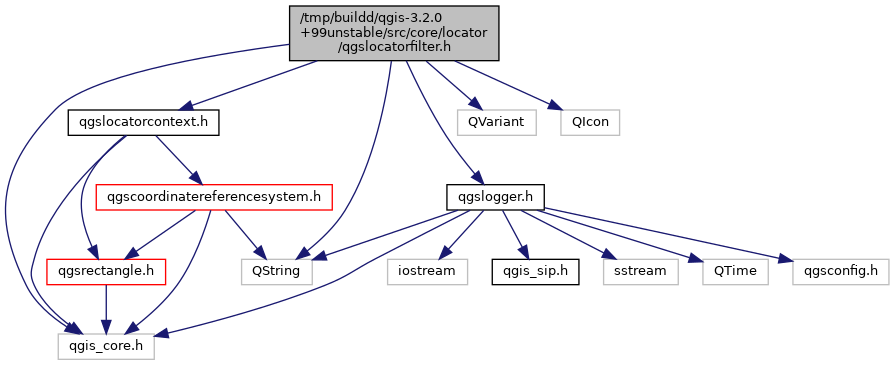 /tmp/buildd/qgis-3.2.0
+99unstable/src/core/locator
/qgslocatorfilter.h
qgslocatorcontext.h
QVariant
QIcon
qgscoordinatereferencesystem.h
qgslogger.h
qgsrectangle.h
QString
iostream
qgis_sip.h
sstream
QTime
qgsconfig.h
qgis_core.h